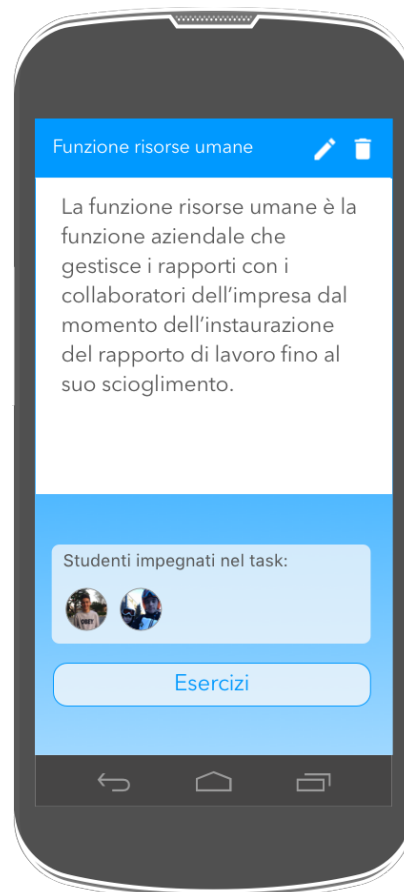 Funzione risorse umane
La funzione risorse umane è la
funzione aziendale che
gestisce i rapporti con i
collaboratori dell’impresa dal
momento dell’instaurazione
del rapporto di lavoro fino al
suo scioglimento.
Studenti impegnati nel task:
Esercizi